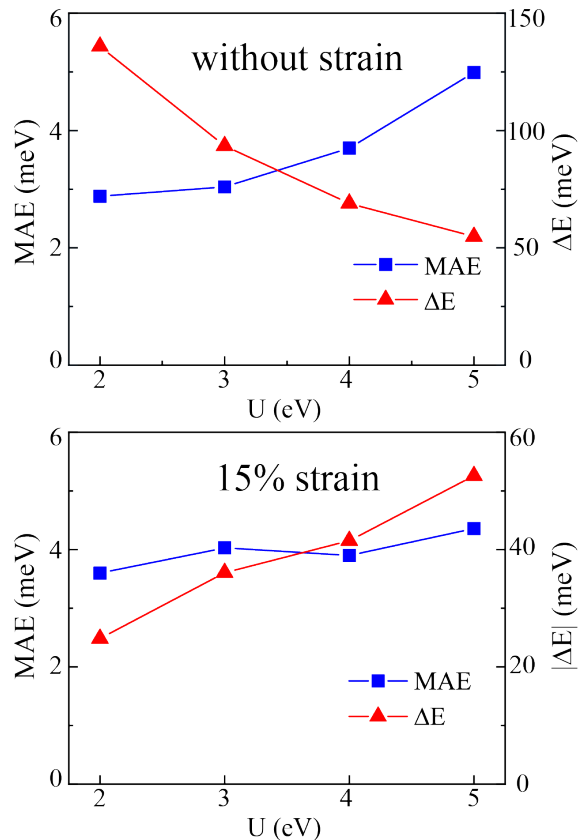 without strain
6
4
2
0
MAE (meV)
150
100
50
0
ΔE (meV)
MAE
ΔE
2 3 4 5
U (eV)
15% strain
6
4
2
0
MAE (meV)
60
40
20
0
|ΔE| (meV)
MAE
ΔE
2 3 4 5
U (eV)